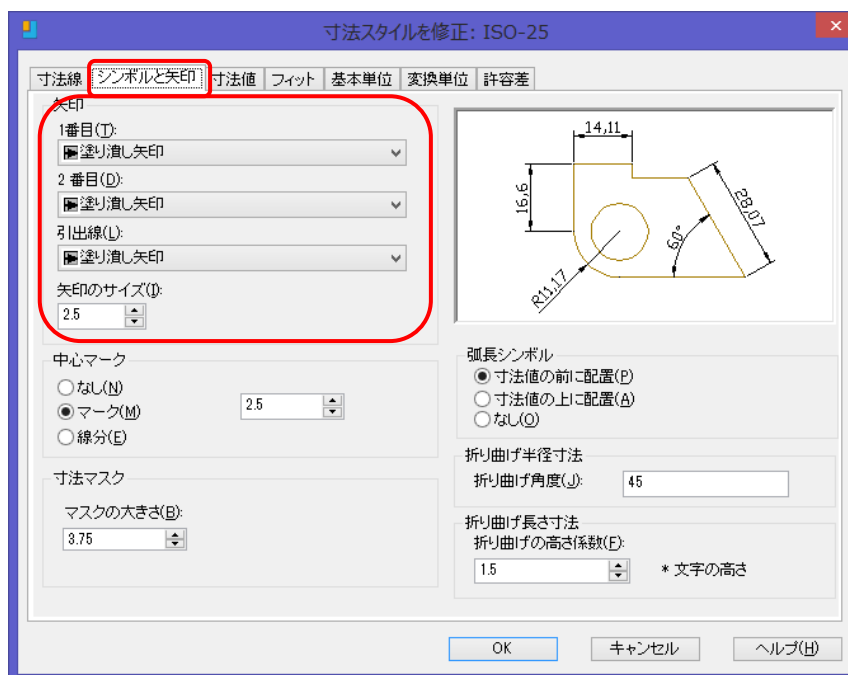 寸法スタイルを修正: ISO-25
寸法線 シンボルと矢印 寸法値 フィット 基本単位 変換単位 許容差
矢印
1番目(T):
塗り潰し矢印
2 番目(D):
塗り潰し矢印
引出線(L):
塗り潰し矢印
矢印のサイズ(I):
2.5
14,11
16,6
28,07
60°
R11,17
中心マーク
なし(N)
マーク(M)
2.5
線分(E)
寸法マスク
マスクの大きさ(B):
3.75
弧長シンボル
寸法値の前に配置(P)
寸法値の上に配置(A)
なし(O)
折り曲げ半径寸法
折り曲げ角度(J):
45
折り曲げ長さ寸法
折り曲げの高さ係数(F):
1.5
* 文字の高さ
OK キャンセル ヘルプ(H)